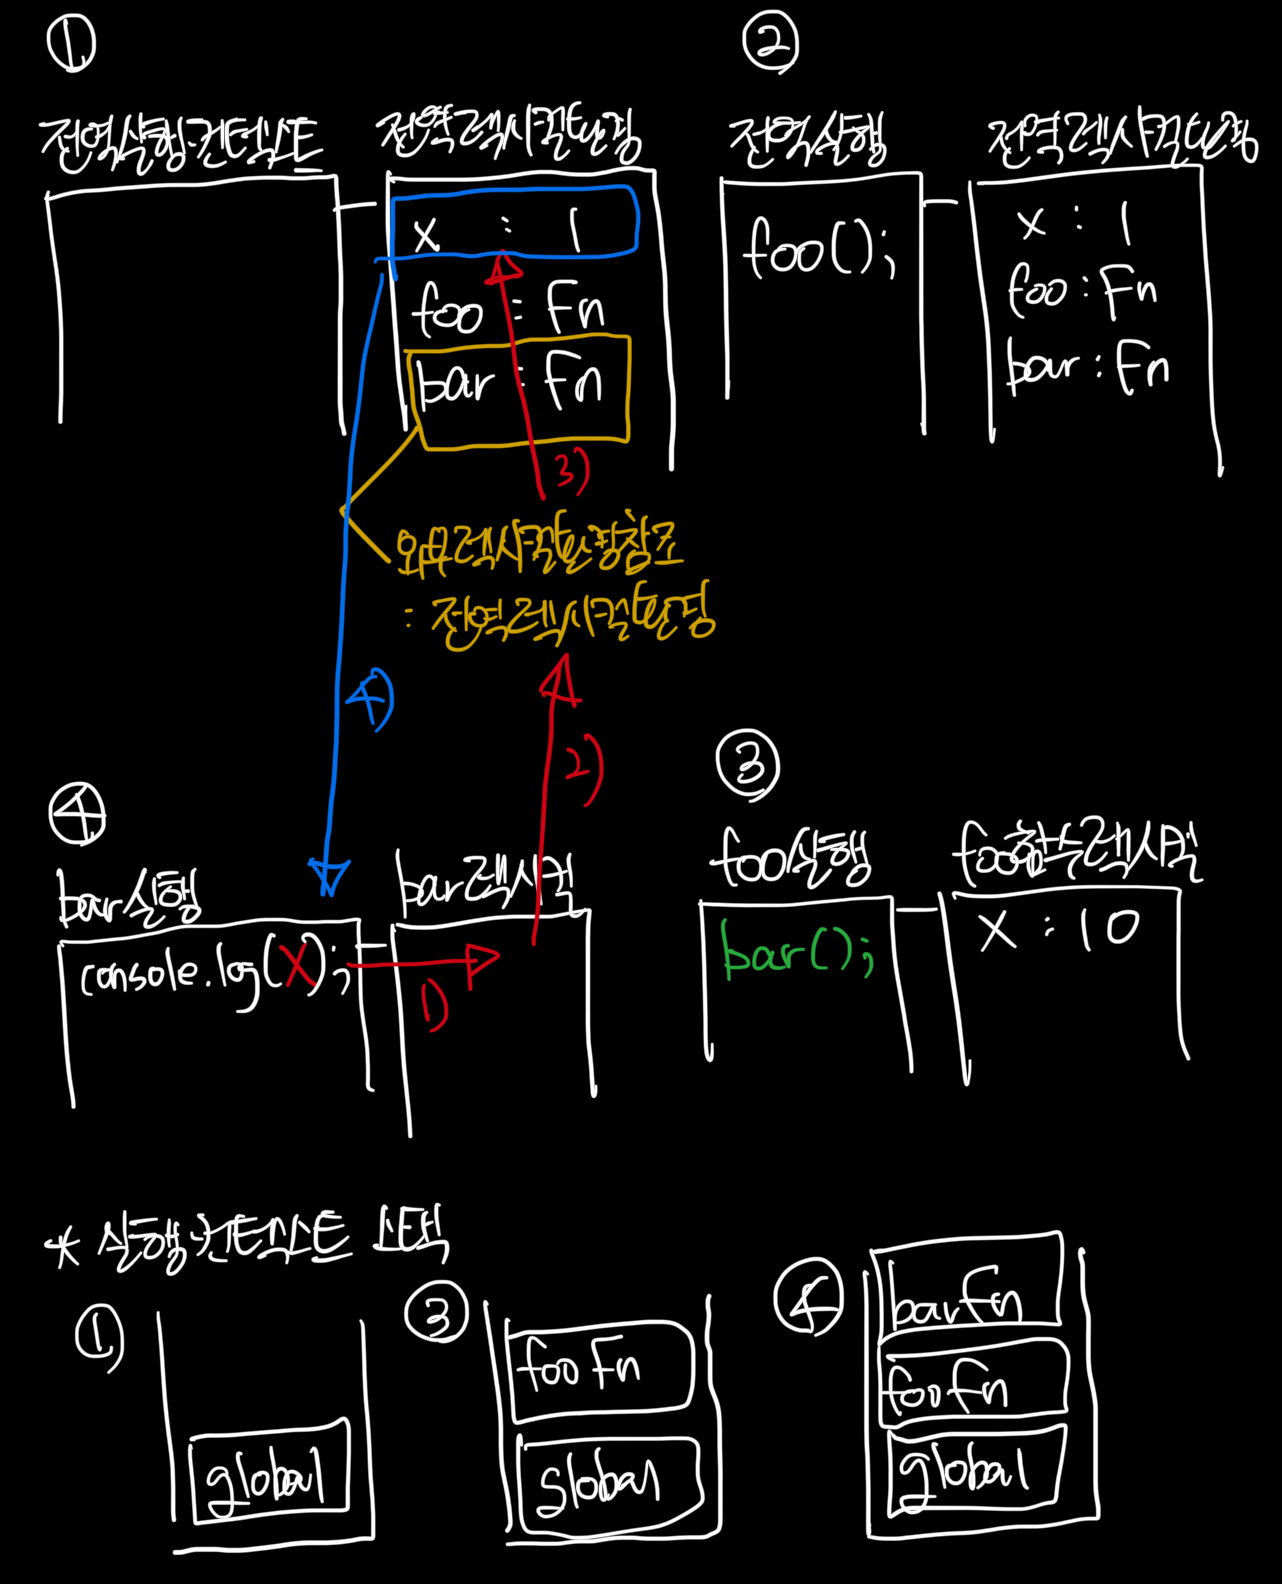 ①
전역실행컨텍스트
전역렉시컬환경
x : 1
foo : Fn
bar : Fn
3)
외부렉시컬환경참조
: 전역렉시컬환경
4)
2)
②
전역실행
전역렉시컬환경
foo();
x : 1
foo : Fn
bar : Fn
③
foo실행
foo함수렉시컬
bar();
x : 10
④
bar실행
bar렉시컬
console.log(X);
1)
* 실행컨텍스트 스택
①
global
③
foo Fn
global
④
bar Fn
foo Fn
global